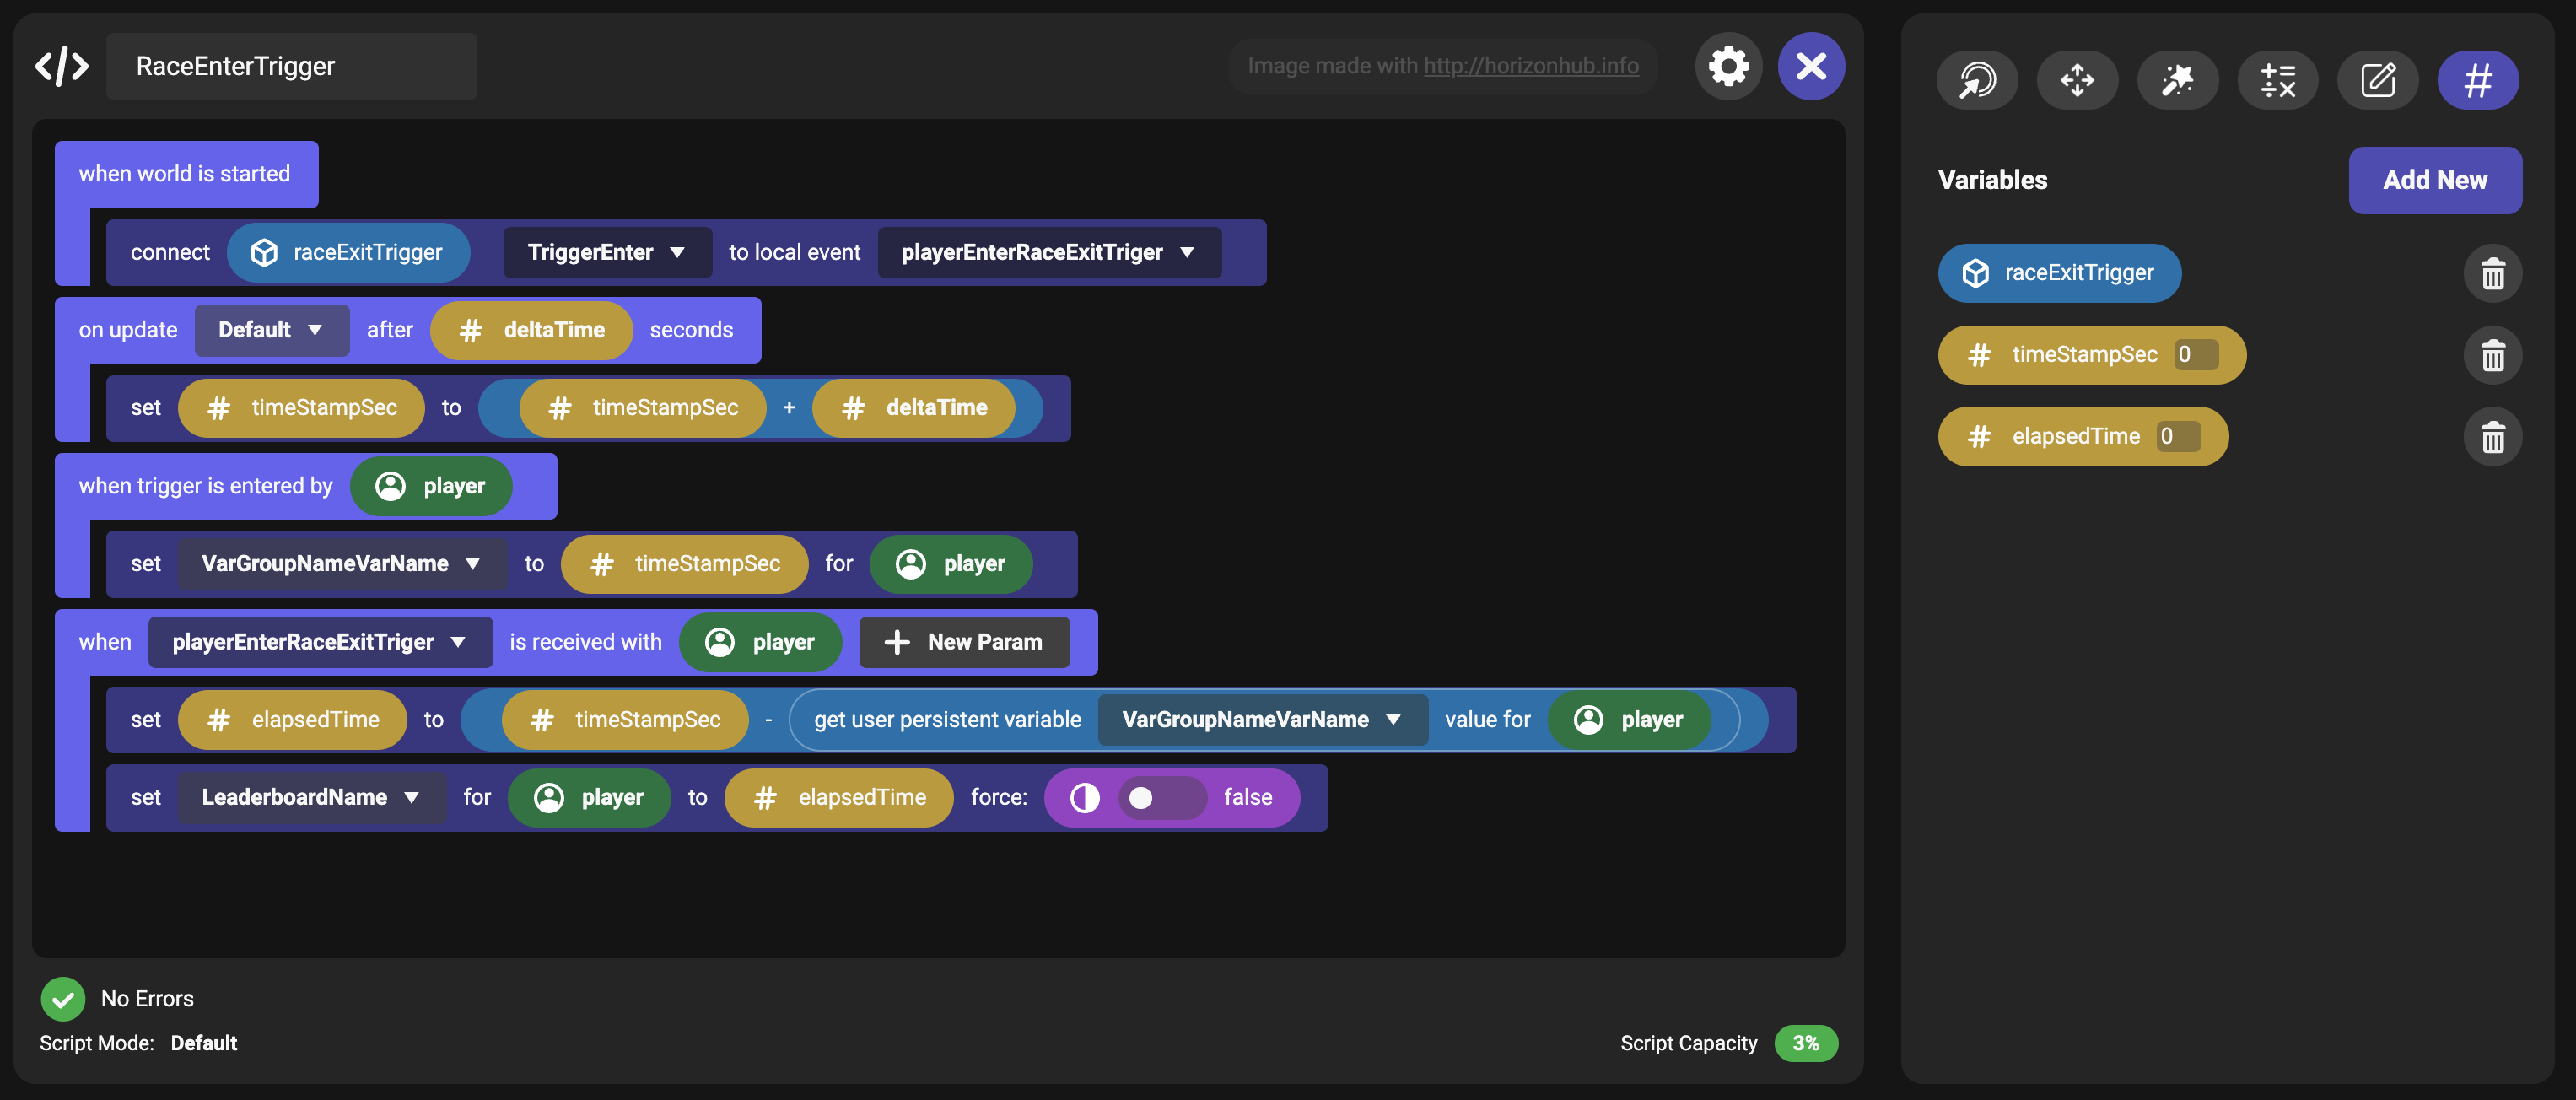 RaceEnterTrigger
Image made with http://horizonhub.info
when world is started
connect raceExitTrigger TriggerEnter to local event playerEnterRaceExitTriger
on update Default after # deltaTime seconds
set # timeStampSec to # timeStampSec + # deltaTime
when trigger is entered by player
set VarGroupNameVarName to # timeStampSec for player
when playerEnterRaceExitTriger is received with player + New Param
set # elapsedTime to # timeStampSec - get user persistent variable VarGroupNameVarName value for player
set LeaderboardName for player to # elapsedTime force: false
No Errors
Script Mode: Default
Script Capacity 3%
#
Variables
Add New
raceExitTrigger
# timeStampSec 0
# elapsedTime 0